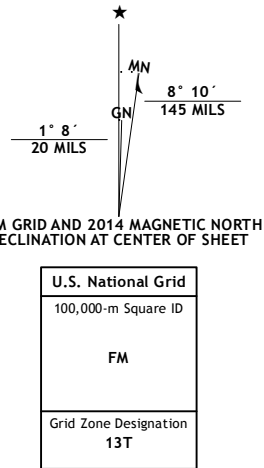 ★
MN
GN
8° 10´
145 MILS
1° 8´
20 MILS
M GRID AND 2014 MAGNETIC NORTH
ECLINATION AT CENTER OF SHEET
U.S. National Grid
100,000-m Square ID
FM
Grid Zone Designation
13T